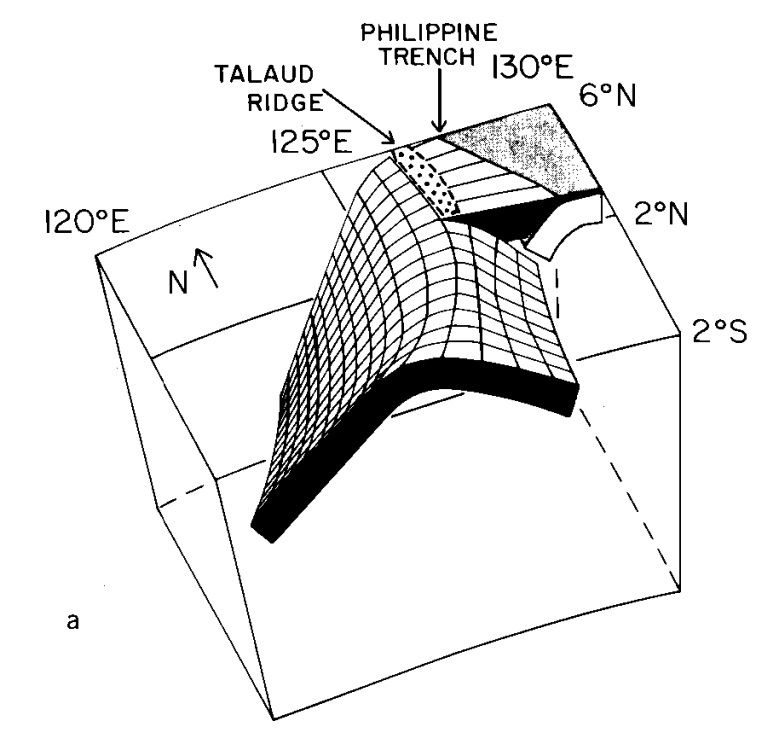 PHILIPPINE
TRENCH
130°E
TALAUD
RIDGE
6°N
125°E
120°E
2°N
N
2°S
a